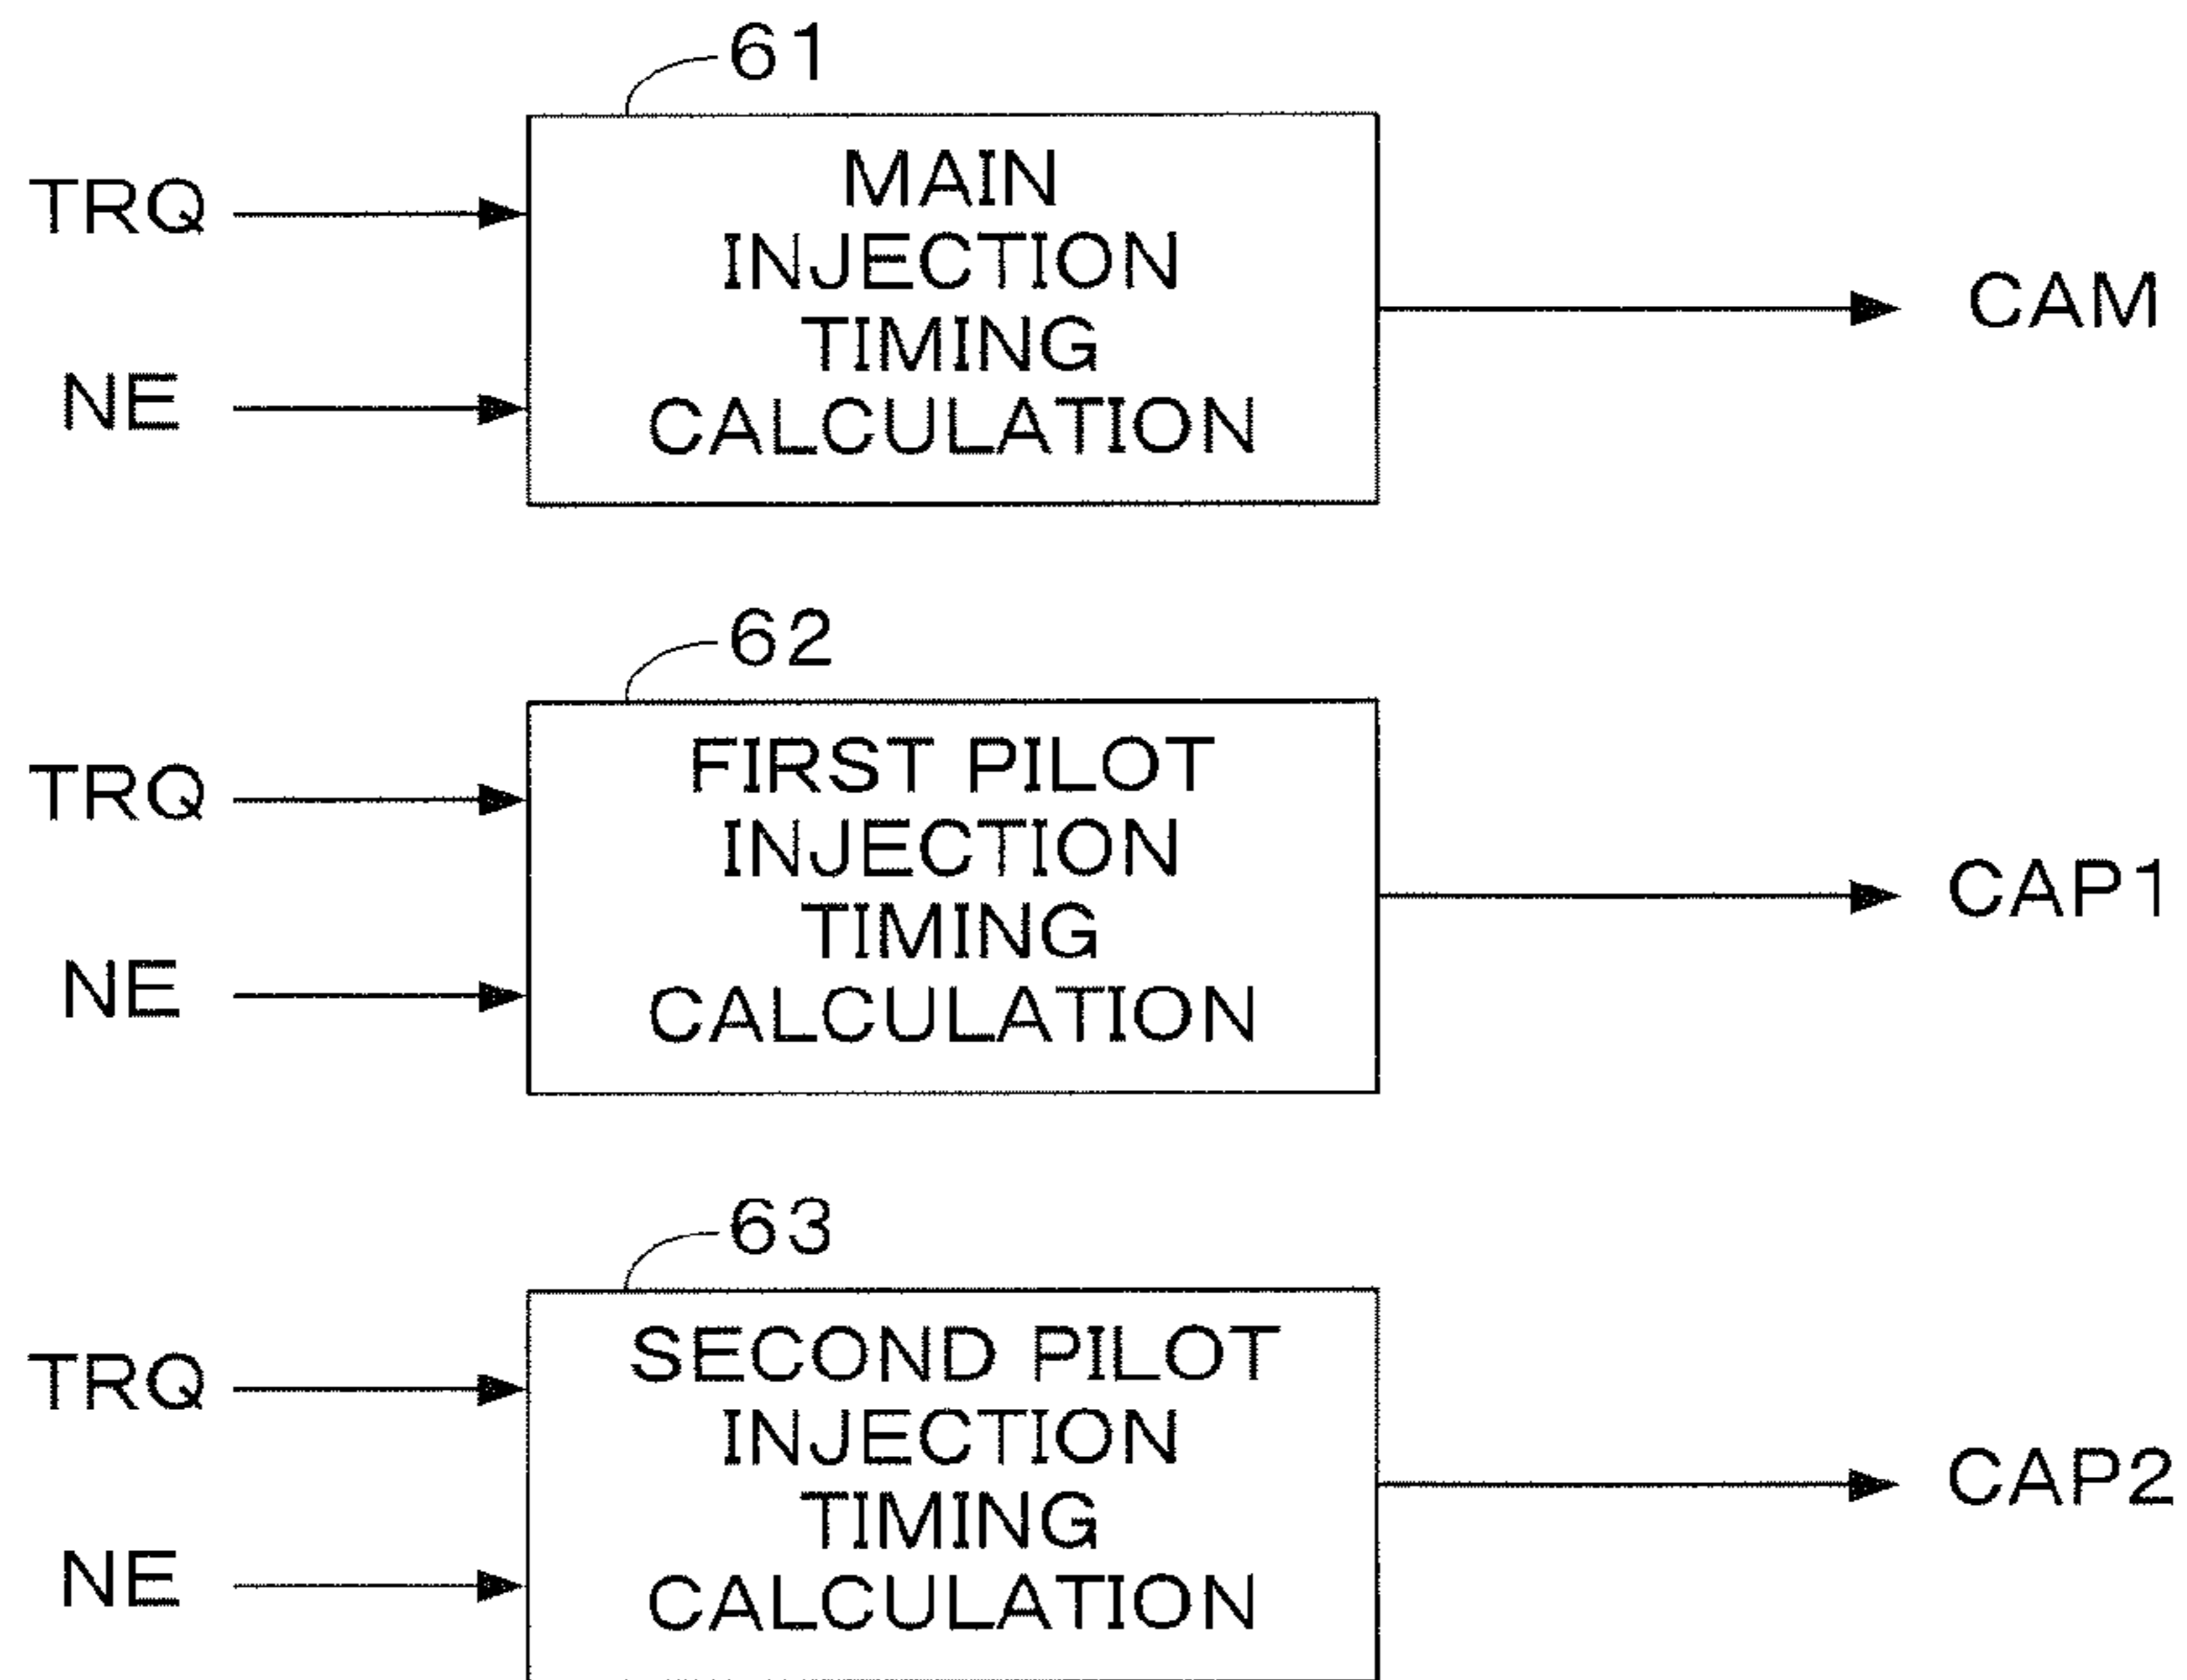 61
TRQ
NE
MAIN
INJECTION
TIMING
CALCULATION
CAM
62
TRQ
NE
FIRST PILOT
INJECTION
TIMING
CALCULATION
CAP1
63
TRQ
NE
SECOND PILOT
INJECTION
TIMING
CALCULATION
CAP2